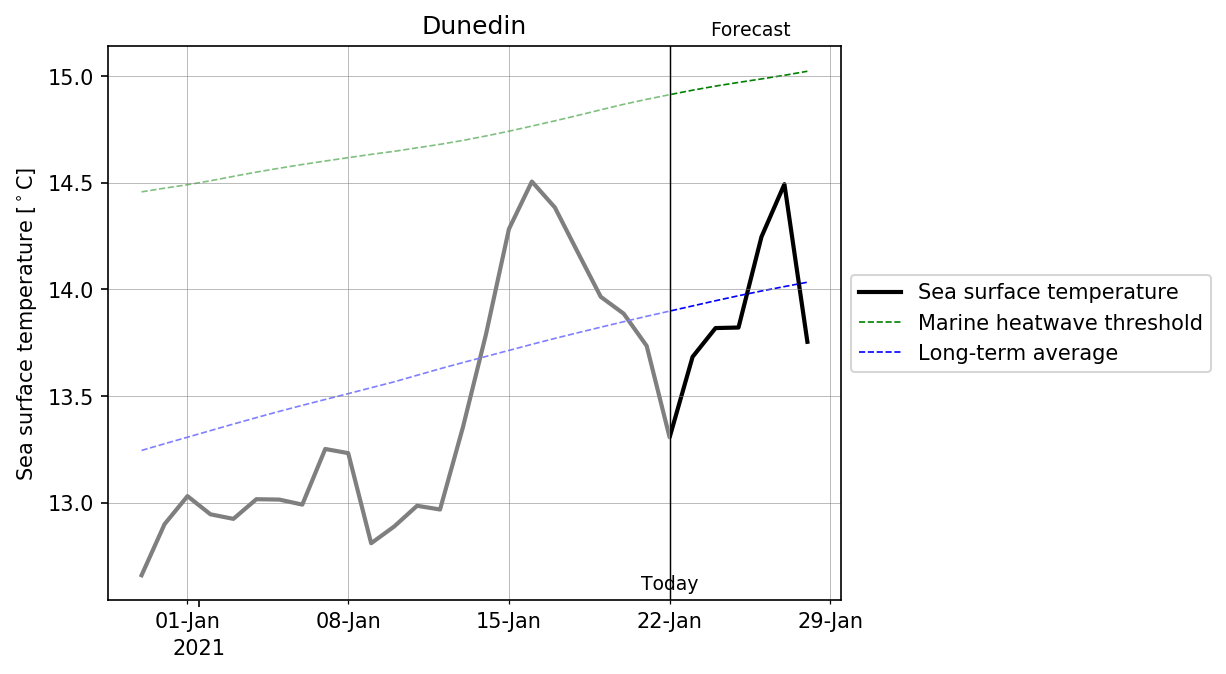 Dunedin
Forecast
Sea surface temperature [°C]
15.0
14.5
14.0
13.5
13.0
Today
01-Jan
08-Jan
15-Jan
22-Jan
29-Jan
2021
Sea surface temperature
Marine heatwave threshold
Long-term average